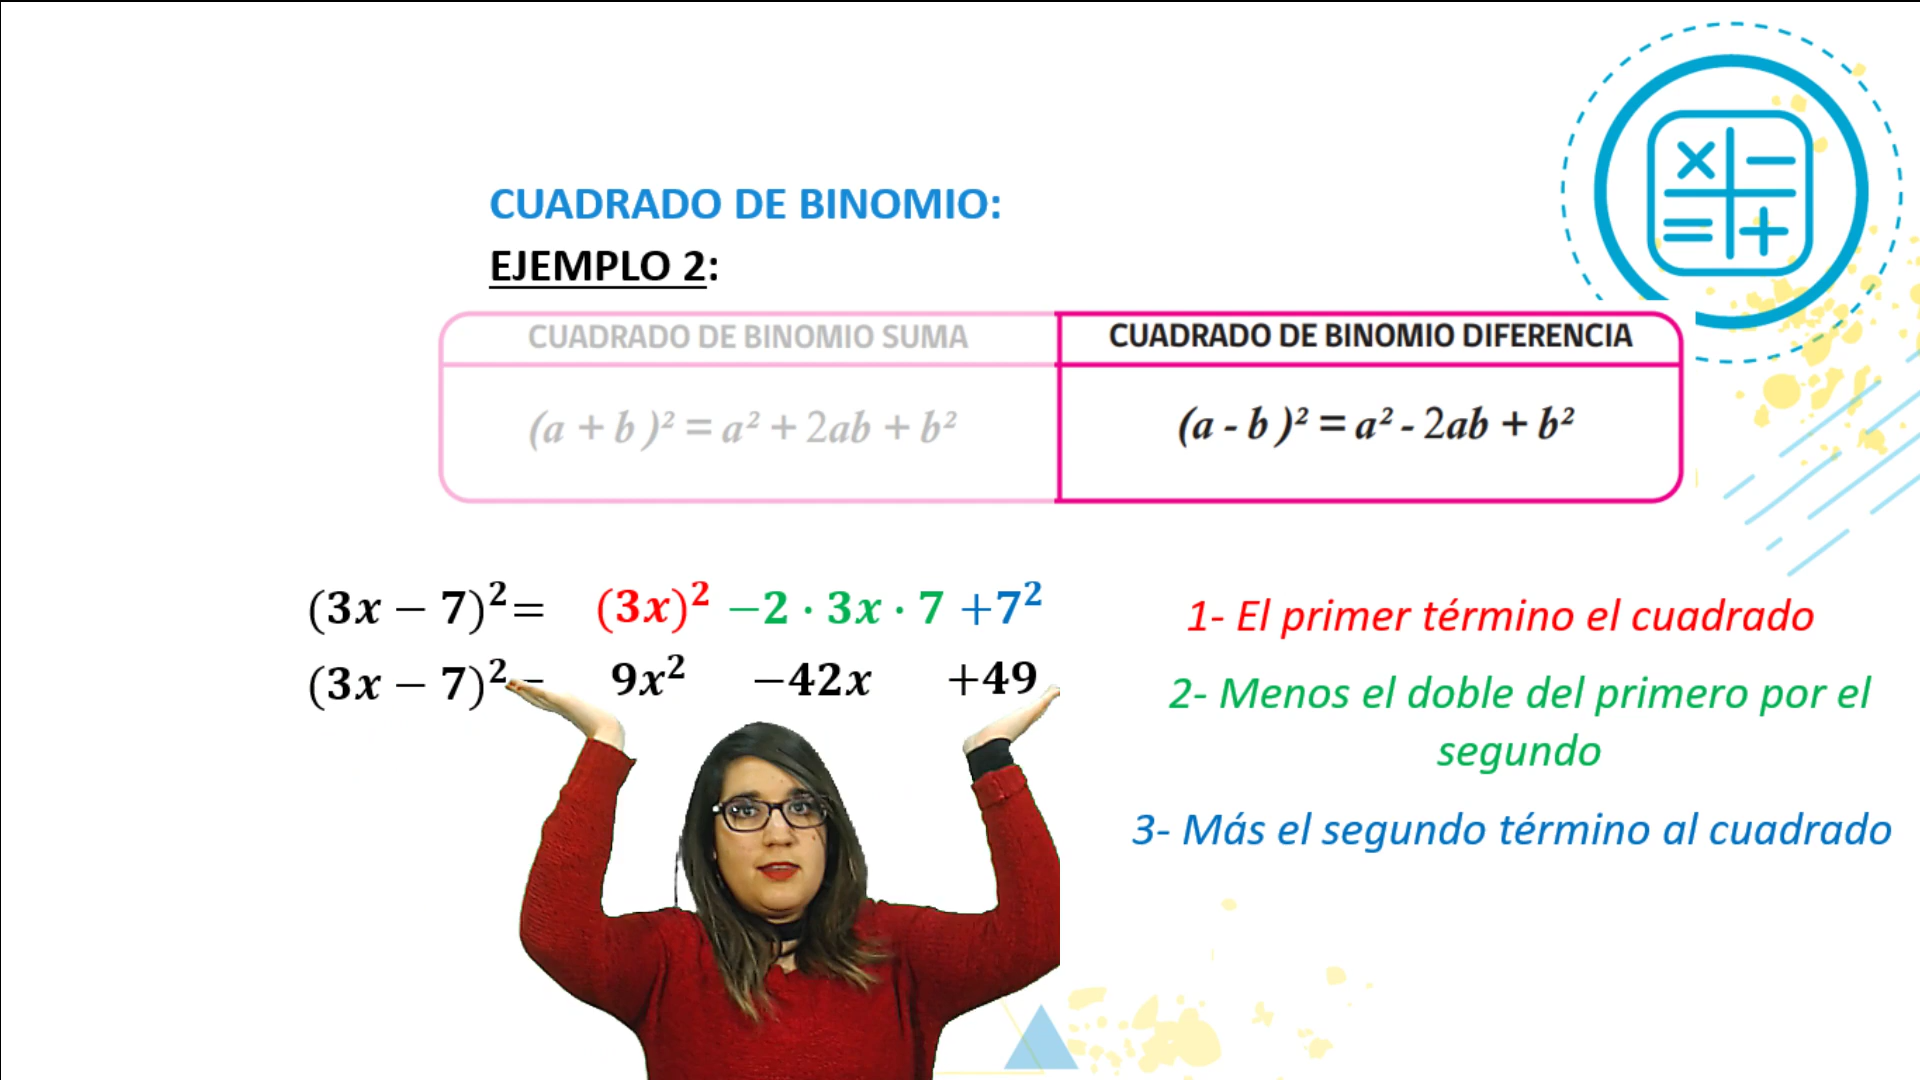 CUADRADO DE BINOMIO:
EJEMPLO 2:
CUADRADO DE BINOMIO SUMA
CUADRADO DE BINOMIO DIFERENCIA
(a + b )² = a² + 2ab + b²
(a - b )² = a² - 2ab + b²
(3x − 7)²= (3x)² −2 · 3x · 7 +7²
(3x − 7)²= 9x² −42x +49
1- El primer término el cuadrado
2- Menos el doble del primero por el
segundo
3- Más el segundo término al cuadrado